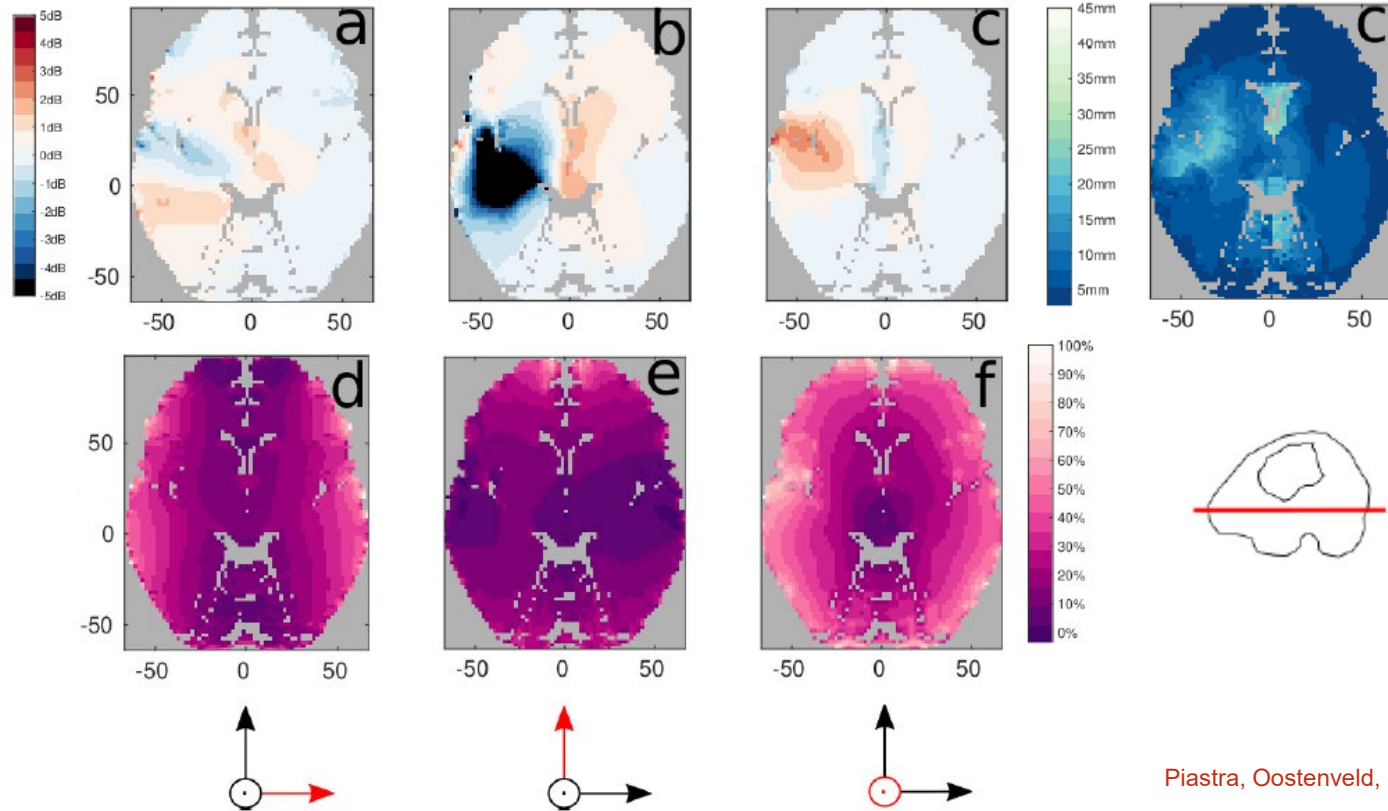 5dB
4dB
3dB
2dB
1dB
0dB
-1dB
-2dB
-3dB
-4dB
-5dB
50
0
-50
a
-50 0 50
b
-50 0 50
c
-50 0 50
45mm
40mm
35mm
30mm
25mm
20mm
15mm
10mm
5mm
c
-50 0 50
50
0
-50
d
-50 0 50
e
-50 0 50
f
-50 0 50
100%
90%
80%
70%
60%
50%
40%
30%
20%
10%
0%
Piastra, Oostenveld,